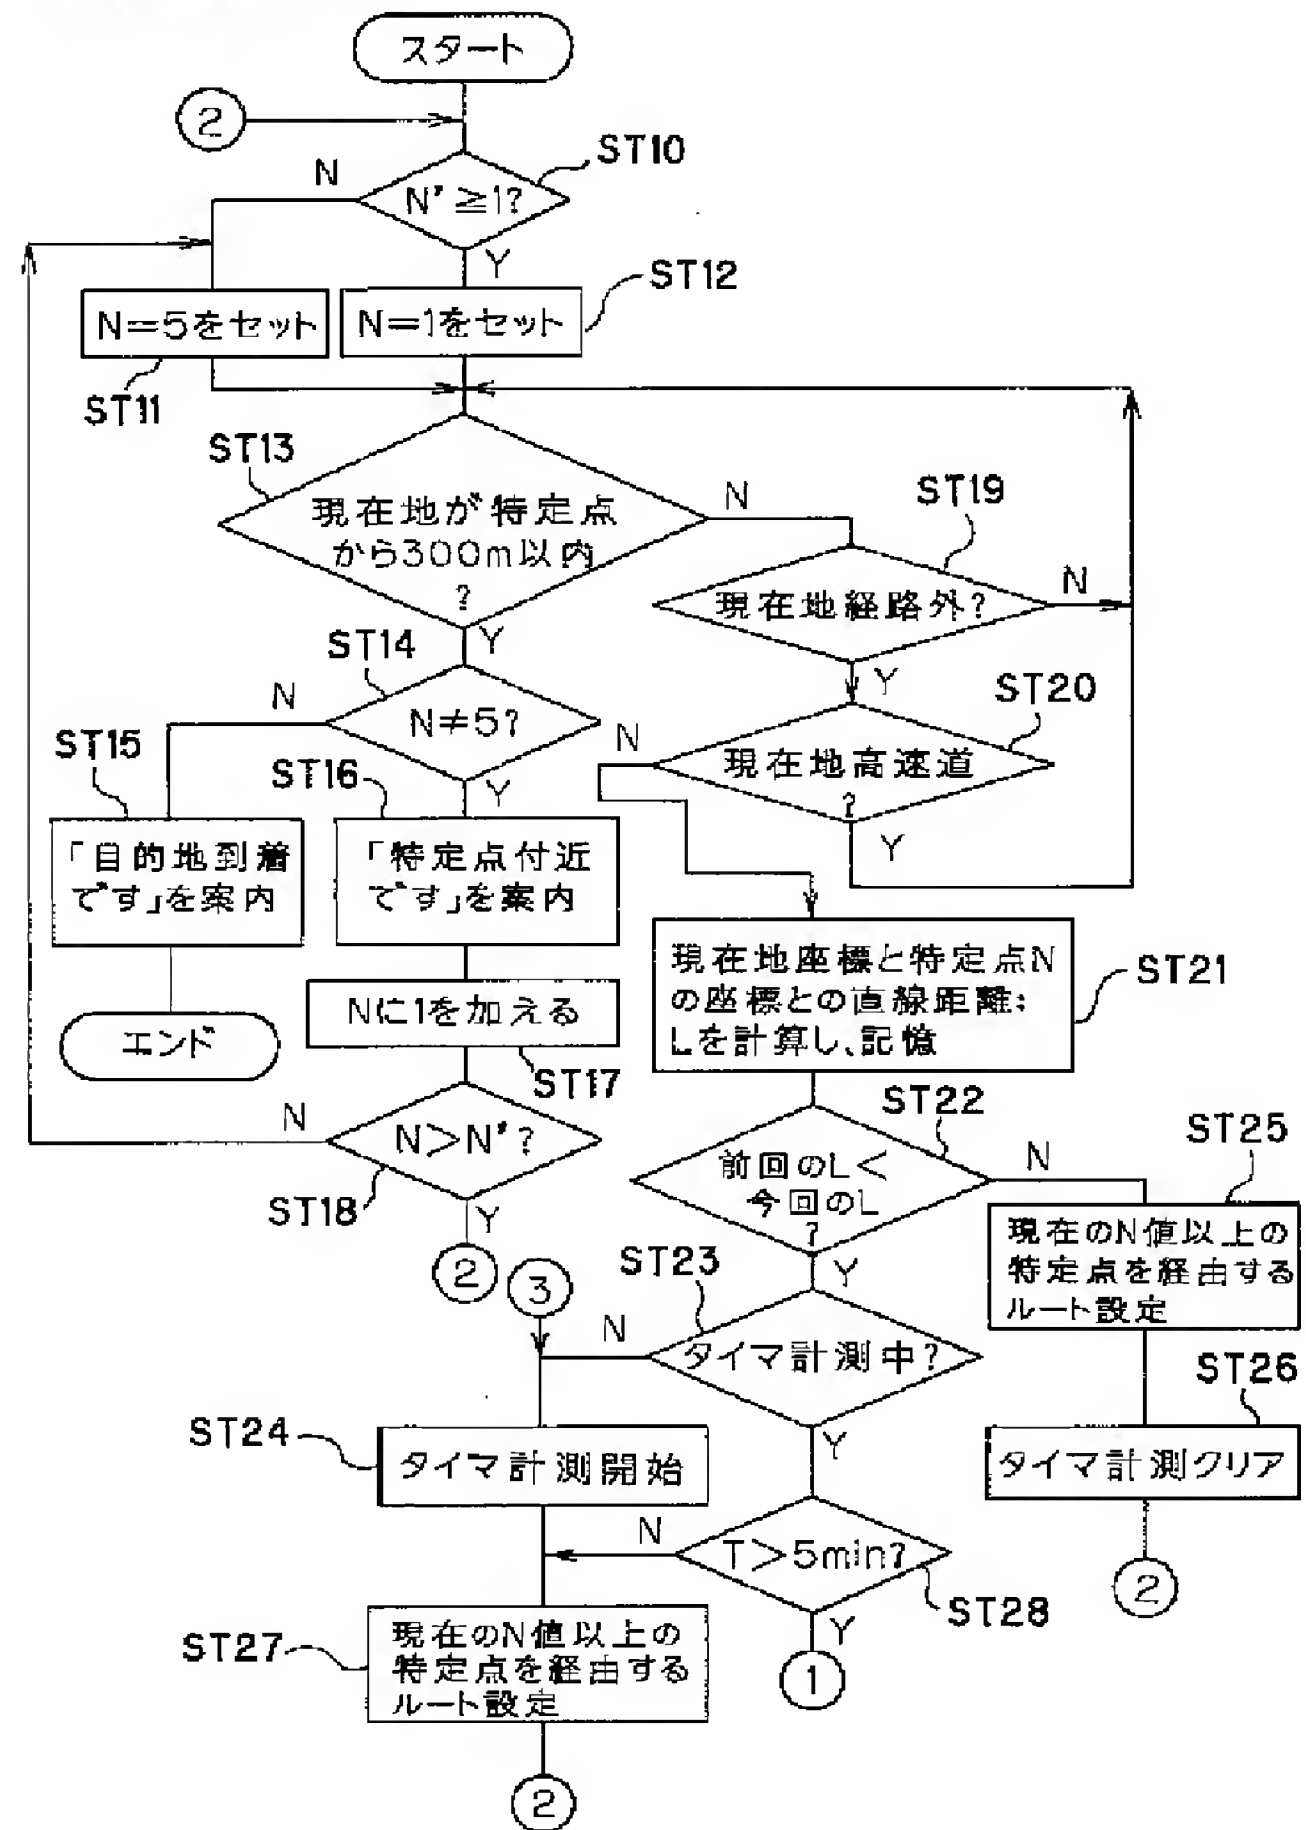 スタート
②
ST10
N
N'≧1?
Y
ST12
N=5をセット
N=1をセット
ST11
ST13
現在地が特定点
から300m以内
?
N
ST19
現在地経路外?
N
Y
Y
ST14
N≠5?
N
ST20
現在地高速道
?
N
Y
ST15
ST16
Y
「目的地到着
です」を案内
「特定点付近
です」を案内
エンド
Nに1を加える
ST17
現在地座標と特定点N
の座標との直線距離;
Lを計算し、記憶
ST21
N
N>N'?
ST18
Y
②
ST22
前回のL<
今回のL
?
N
Y
ST25
現在のN値以上の
特定点を経由する
ルート設定
ST26
タイマ計測クリア
②
③
ST23
N
タイマ計測中?
Y
ST24
タイマ計測開始
N
T>5min?
ST28
Y
①
ST27
現在のN値以上の
特定点を経由する
ルート設定
②